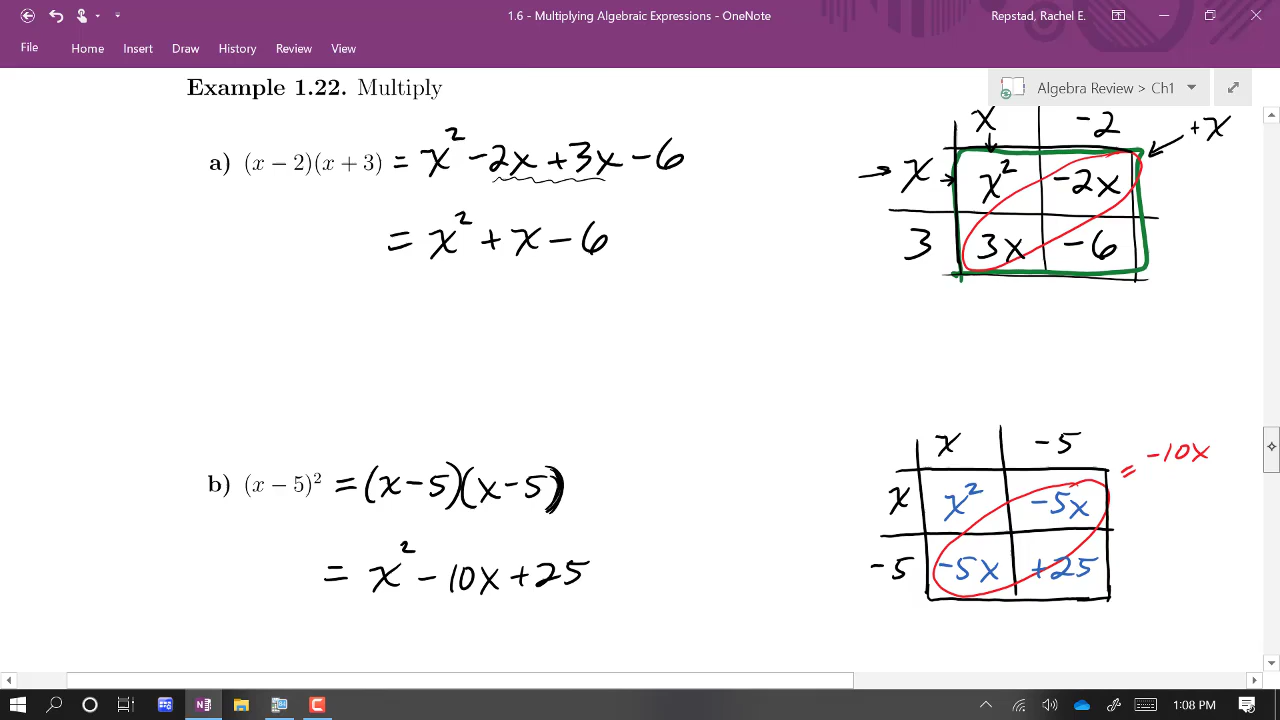 1.6 - Multiplying Algebraic Expressions - OneNote
Repstad, Rachel E.
File Home Insert Draw History Review View
Example 1.22. Multiply
Algebra Review > Ch1
a) (x − 2)(x + 3) = x² - 2x + 3x - 6
= x² + x - 6
x -2 +x
x x² -2x
3 3x -6
b) (x − 5)² = (x-5)(x-5)
= x² - 10x + 25
x -5 = -10x
x x² -5x
-5 -5x +25
1:08 PM